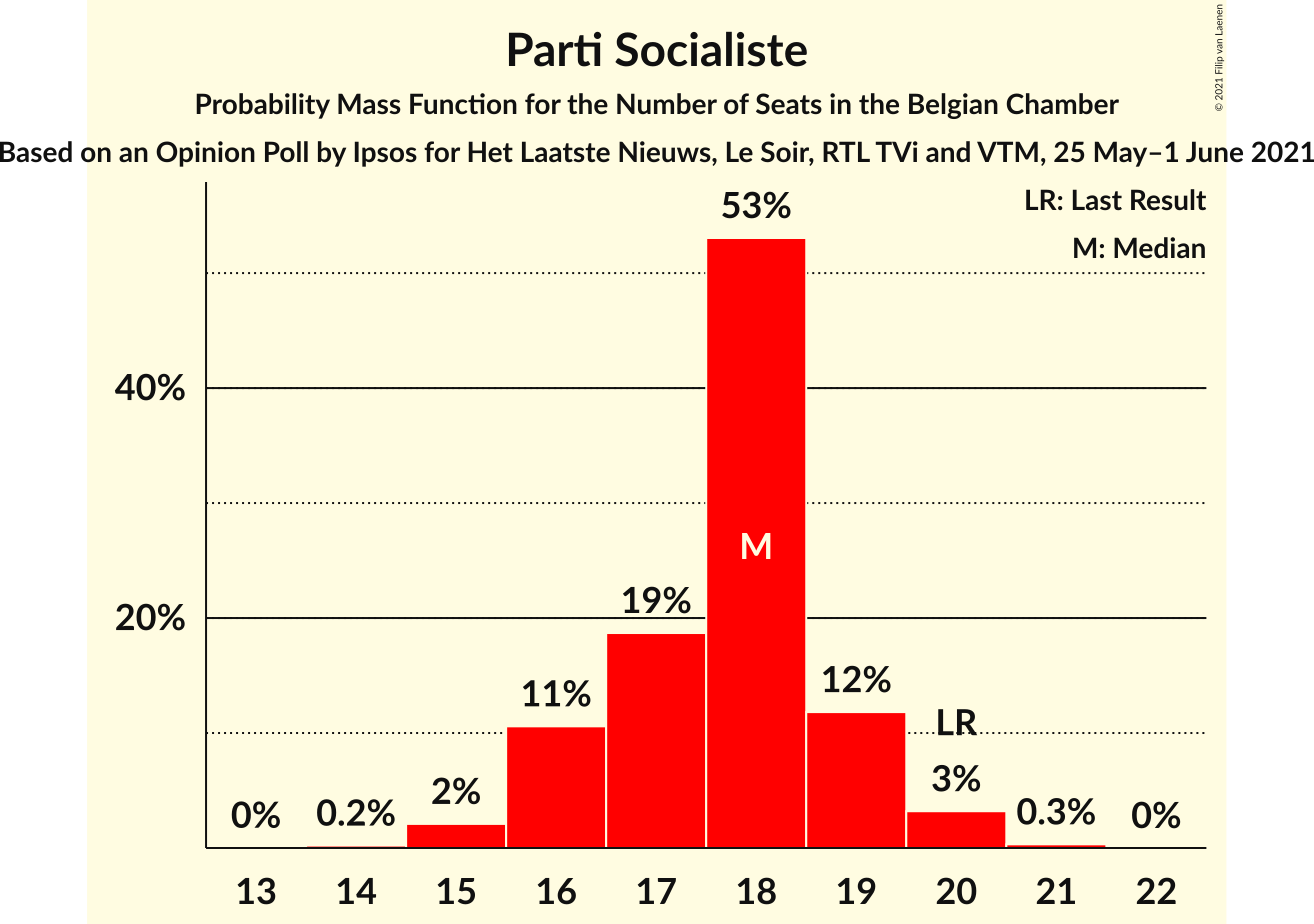 Parti Socialiste
Probability Mass Function for the Number of Seats in the Belgian Chamber
Based on an Opinion Poll by Ipsos for Het Laatste Nieuws, Le Soir, RTL TVi and VTM, 25 May–1 June 2021
© 2021 Filip van Laenen
LR: Last Result
M: Median
40%
20%
0%
0.2%
2%
11%
19%
53%
M
12%
LR
3%
0.3%
0%
13 14 15 16 17 18 19 20 21 22